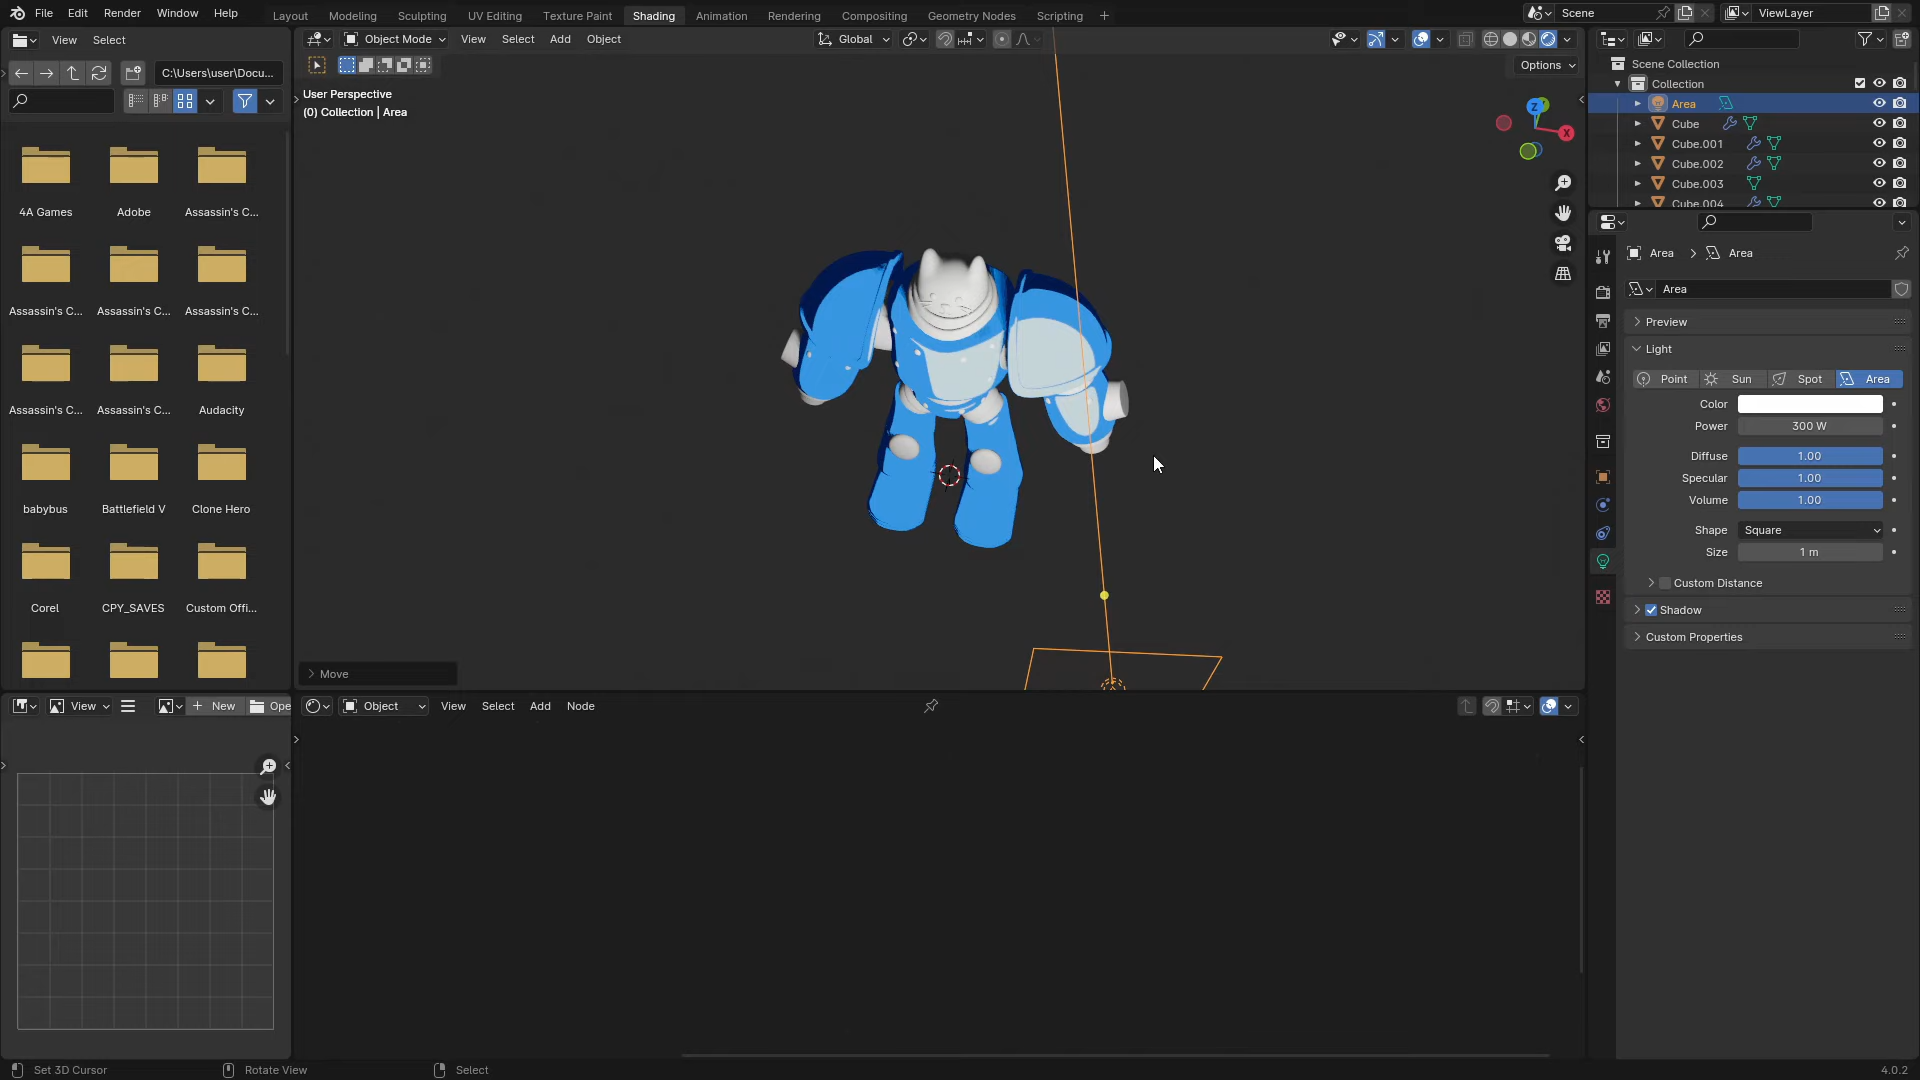 File Edit Render Window Help
Layout Modeling Sculpting UV Editing Texture Paint Shading Animation Rendering Compositing Geometry Nodes Scripting +
Scene
ViewLayer
View Select
C:\Users\user\Docu...
4A Games Adobe Assassin's C...
Assassin's C... Assassin's C... Assassin's C...
Assassin's C... Assassin's C... Audacity
babybus Battlefield V Clone Hero
Corel CPY_SAVES Custom Offi...
Object Mode View Select Add Object
Global
Options
User Perspective
(0) Collection | Area
Z
X
Move
View
New
Ope
Object View Select Add Node
Scene Collection
Collection
Area
Cube
Cube.001
Cube.002
Cube.003
Cube.004
Area > Area
Area
Preview
Light
Point Sun Spot Area
Color
Power 300 W
Diffuse 1.00
Specular 1.00
Volume 1.00
Shape Square
Size 1 m
Custom Distance
Shadow
Custom Properties
Set 3D Cursor Rotate View Select
4.0.2